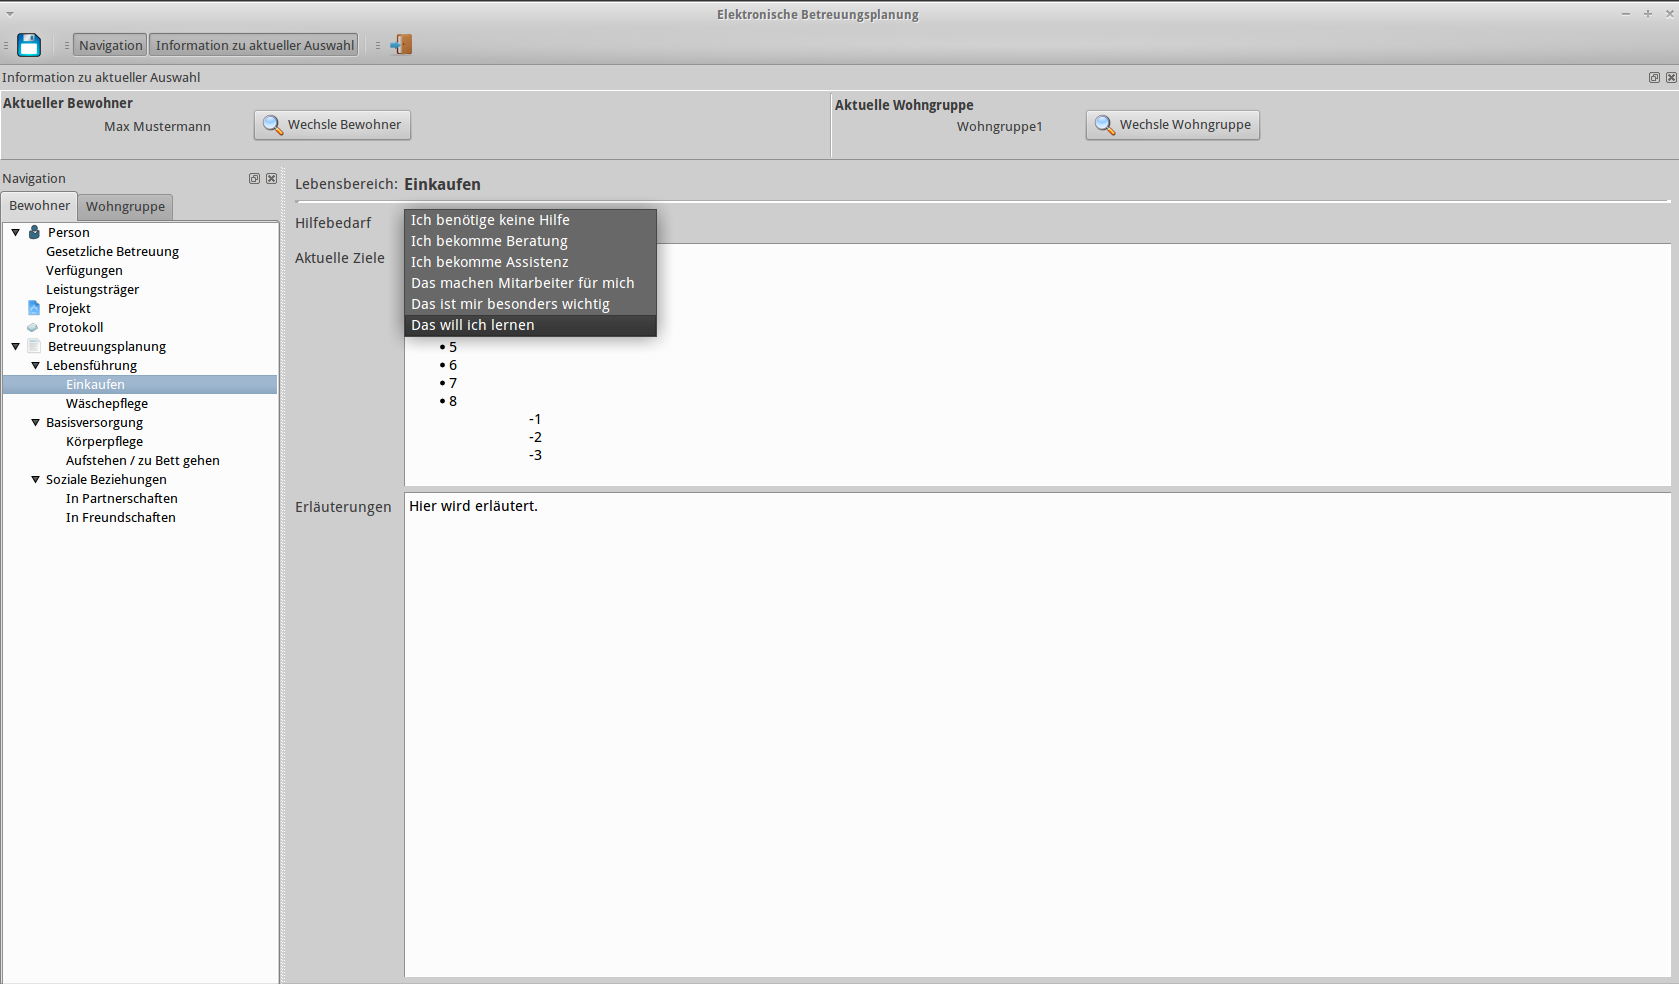 Elektronische Betreuungsplanung
Navigation Information zu aktueller Auswahl
Information zu aktueller Auswahl
Aktueller Bewohner
Max Mustermann Wechsle Bewohner
Aktuelle Wohngruppe
Wohngruppe1 Wechsle Wohngruppe
Navigation
Bewohner Wohngruppe
Person
Gesetzliche Betreuung
Verfügungen
Leistungsträger
Projekt
Protokoll
Betreuungsplanung
Lebensführung
Einkaufen
Wäschepflege
Basisversorgung
Körperpflege
Aufstehen / zu Bett gehen
Soziale Beziehungen
In Partnerschaften
In Freundschaften
Lebensbereich: Einkaufen
Hilfebedarf
Ich benötige keine Hilfe
Ich bekomme Beratung
Ich bekomme Assistenz
Das machen Mitarbeiter für mich
Das ist mir besonders wichtig
Das will ich lernen
Aktuelle Ziele
• 5
• 6
• 7
• 8
-1
-2
-3
Erläuterungen
Hier wird erläutert.